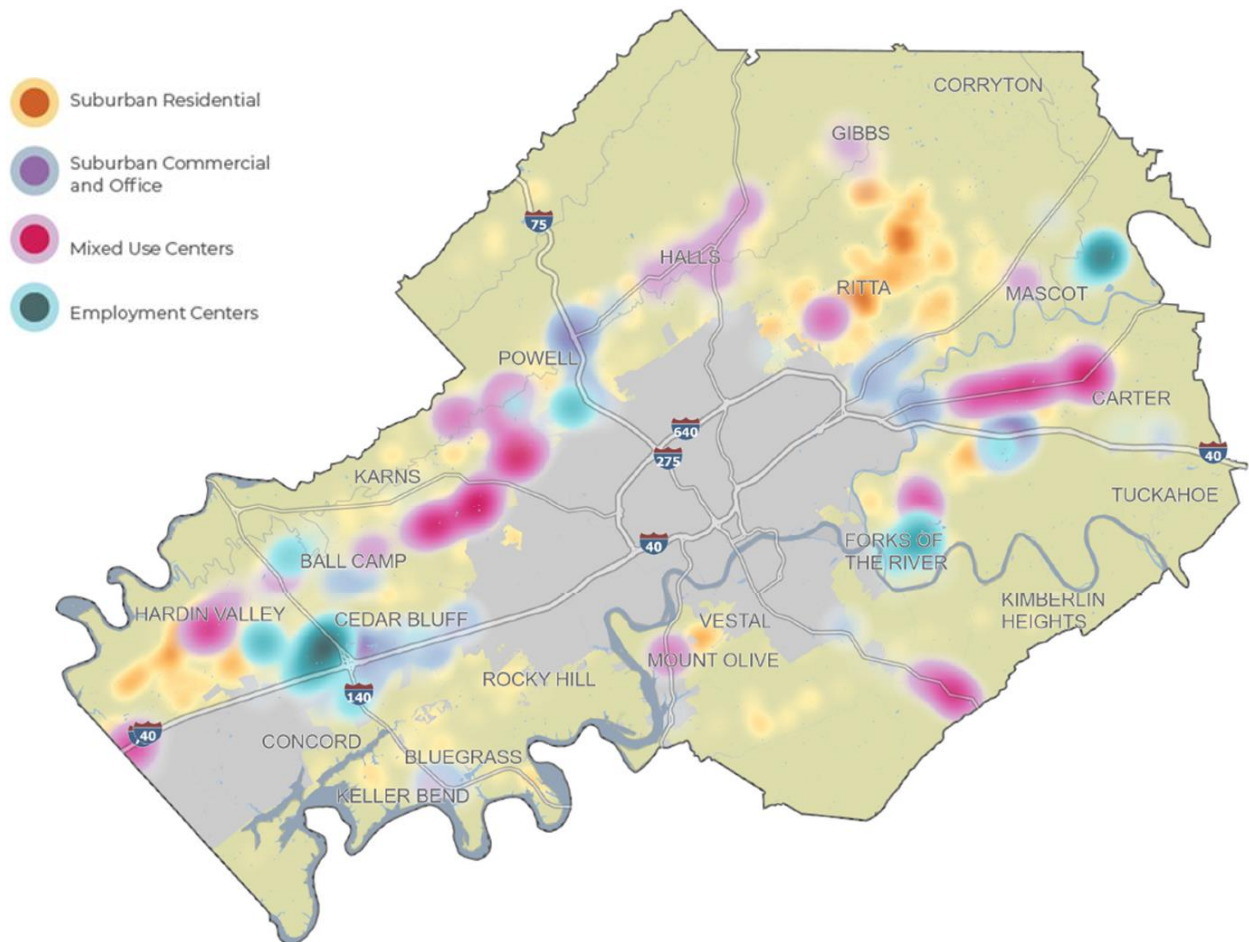 Suburban Residential
Suburban Commercial
and Office
Mixed Use Centers
Employment Centers
CORRYTON
GIBBS
75
HALLS
RITTA
MASCOT
POWELL
CARTER
640
275
40
KARNS
TUCKAHOE
40
FORKS OF
THE RIVER
BALL CAMP
KIMBERLIN
HEIGHTS
HARDIN VALLEY
CEDAR BLUFF
VESTAL
MOUNT OLIVE
ROCKY HILL
140
40
CONCORD
BLUEGRASS
KELLER BEND